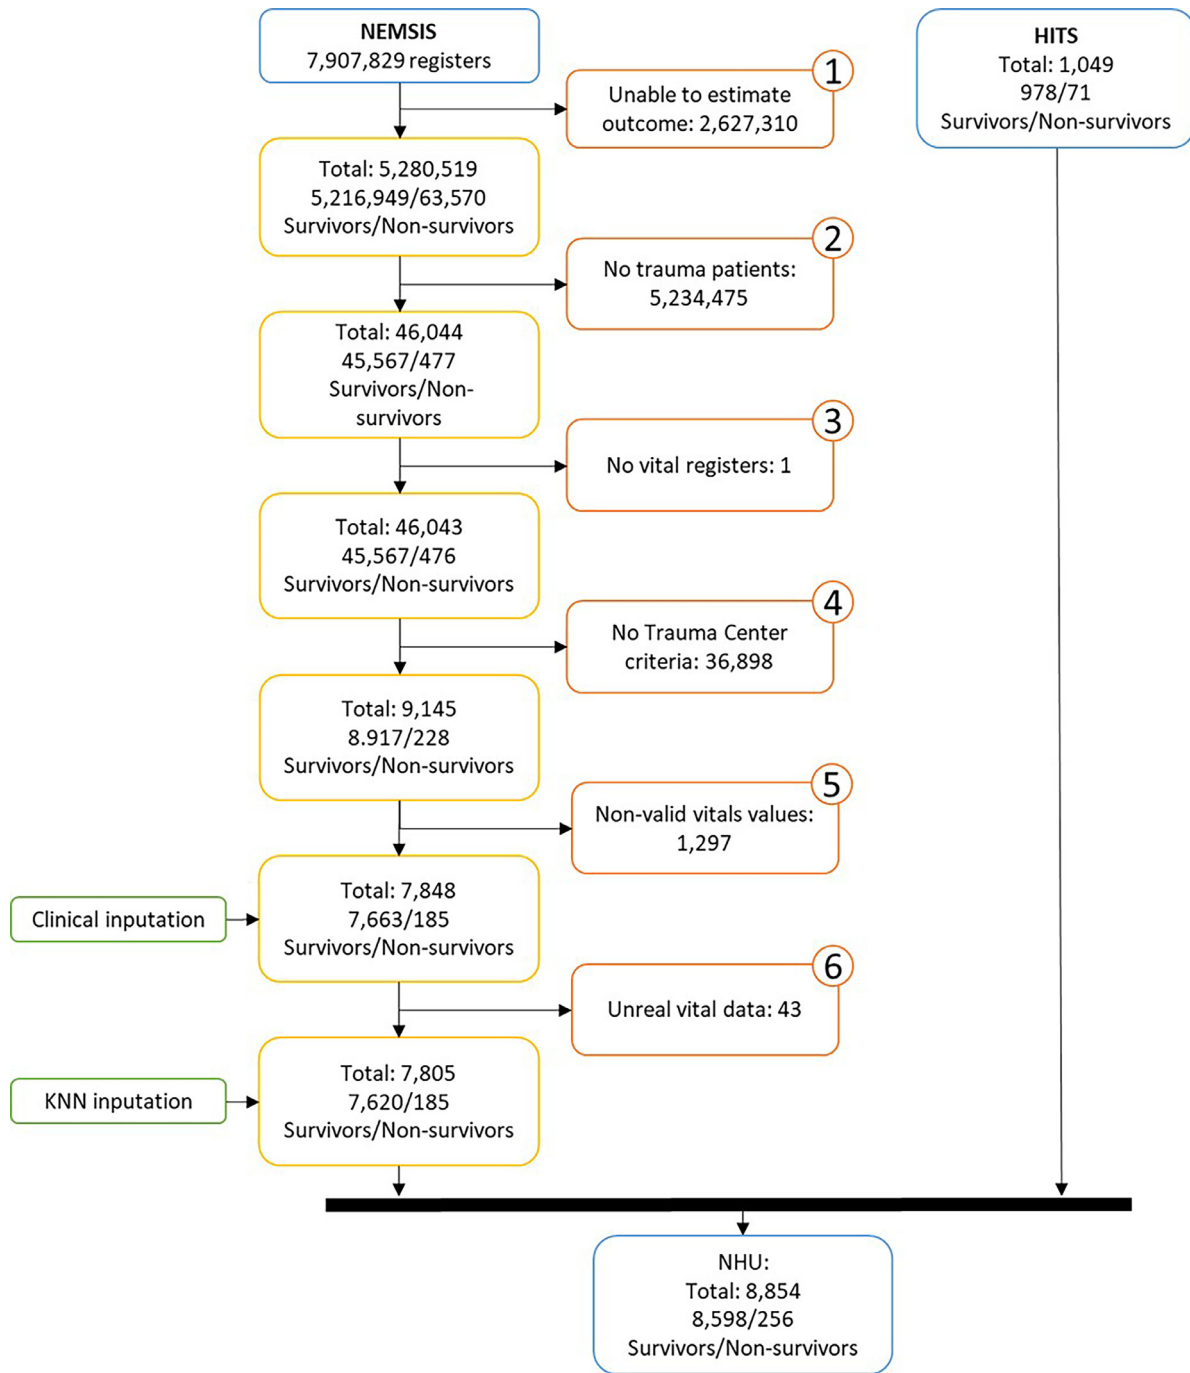 NEMSIS
7,907,829 registers
HITS
Total: 1,049
978/71
Survivors/Non-survivors
1
Unable to estimate
outcome: 2,627,310
Total: 5,280,519
5,216,949/63,570
Survivors/Non-survivors
2
No trauma patients:
5,234,475
Total: 46,044
45,567/477
Survivors/Non-
survivors
3
No vital registers: 1
Total: 46,043
45,567/476
Survivors/Non-survivors
4
No Trauma Center
criteria: 36,898
Total: 9,145
8.917/228
Survivors/Non-survivors
5
Non-valid vitals values:
1,297
Clinical inputation
Total: 7,848
7,663/185
Survivors/Non-survivors
6
Unreal vital data: 43
KNN inputation
Total: 7,805
7,620/185
Survivors/Non-survivors
NHU:
Total: 8,854
8,598/256
Survivors/Non-survivors